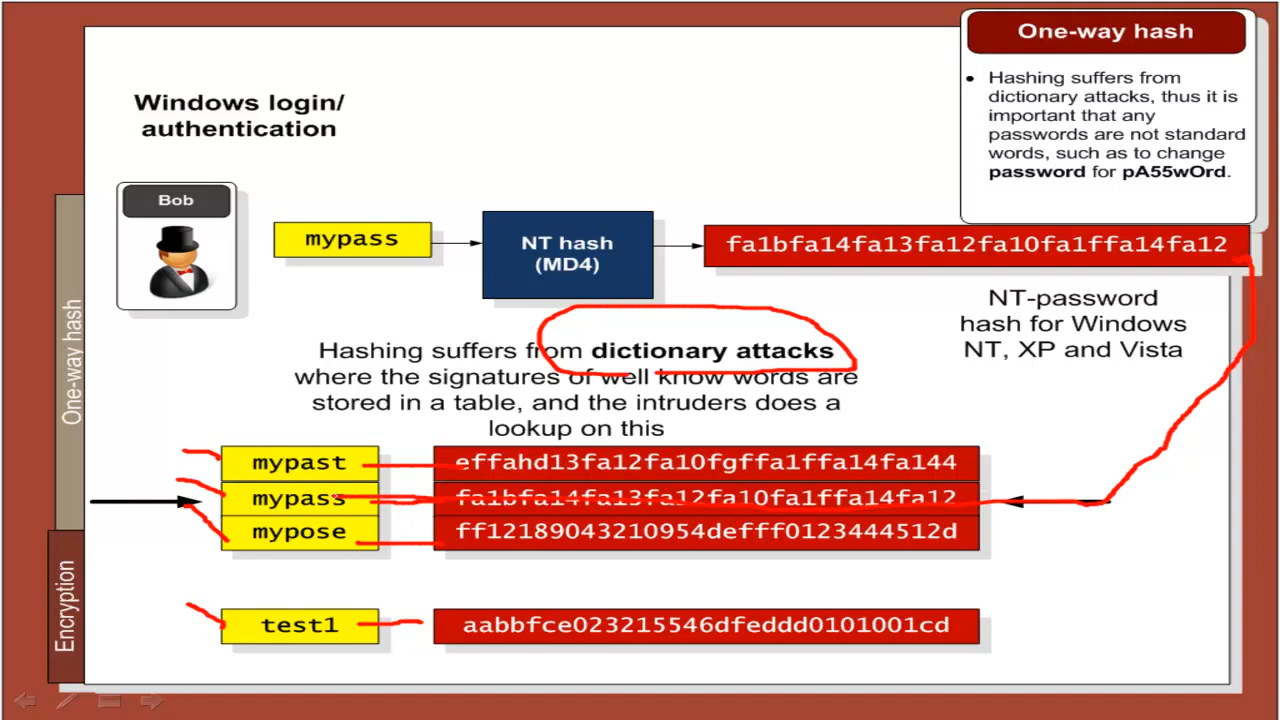 One-way hash
• Hashing suffers from
dictionary attacks, thus it is
important that any
passwords are not standard
words, such as to change
password for pA55wOrd.
Windows login/
authentication
Bob
mypass
NT hash
(MD4)
fa1bfa14fa13fa12fa10fa1ffa14fa12
NT-password
hash for Windows
NT, XP and Vista
Hashing suffers from dictionary attacks
where the signatures of well know words are
stored in a table, and the intruders does a
lookup on this
mypast effahd13fa12fa10fgffa1ffa14fa144
mypass fa1bfa14fa13fa12fa10fa1ffa14fa12
mypose ff12189043210954defff0123444512d
test1 aabbfce023215546dfeddd0101001cd
One-way hash
Encryption